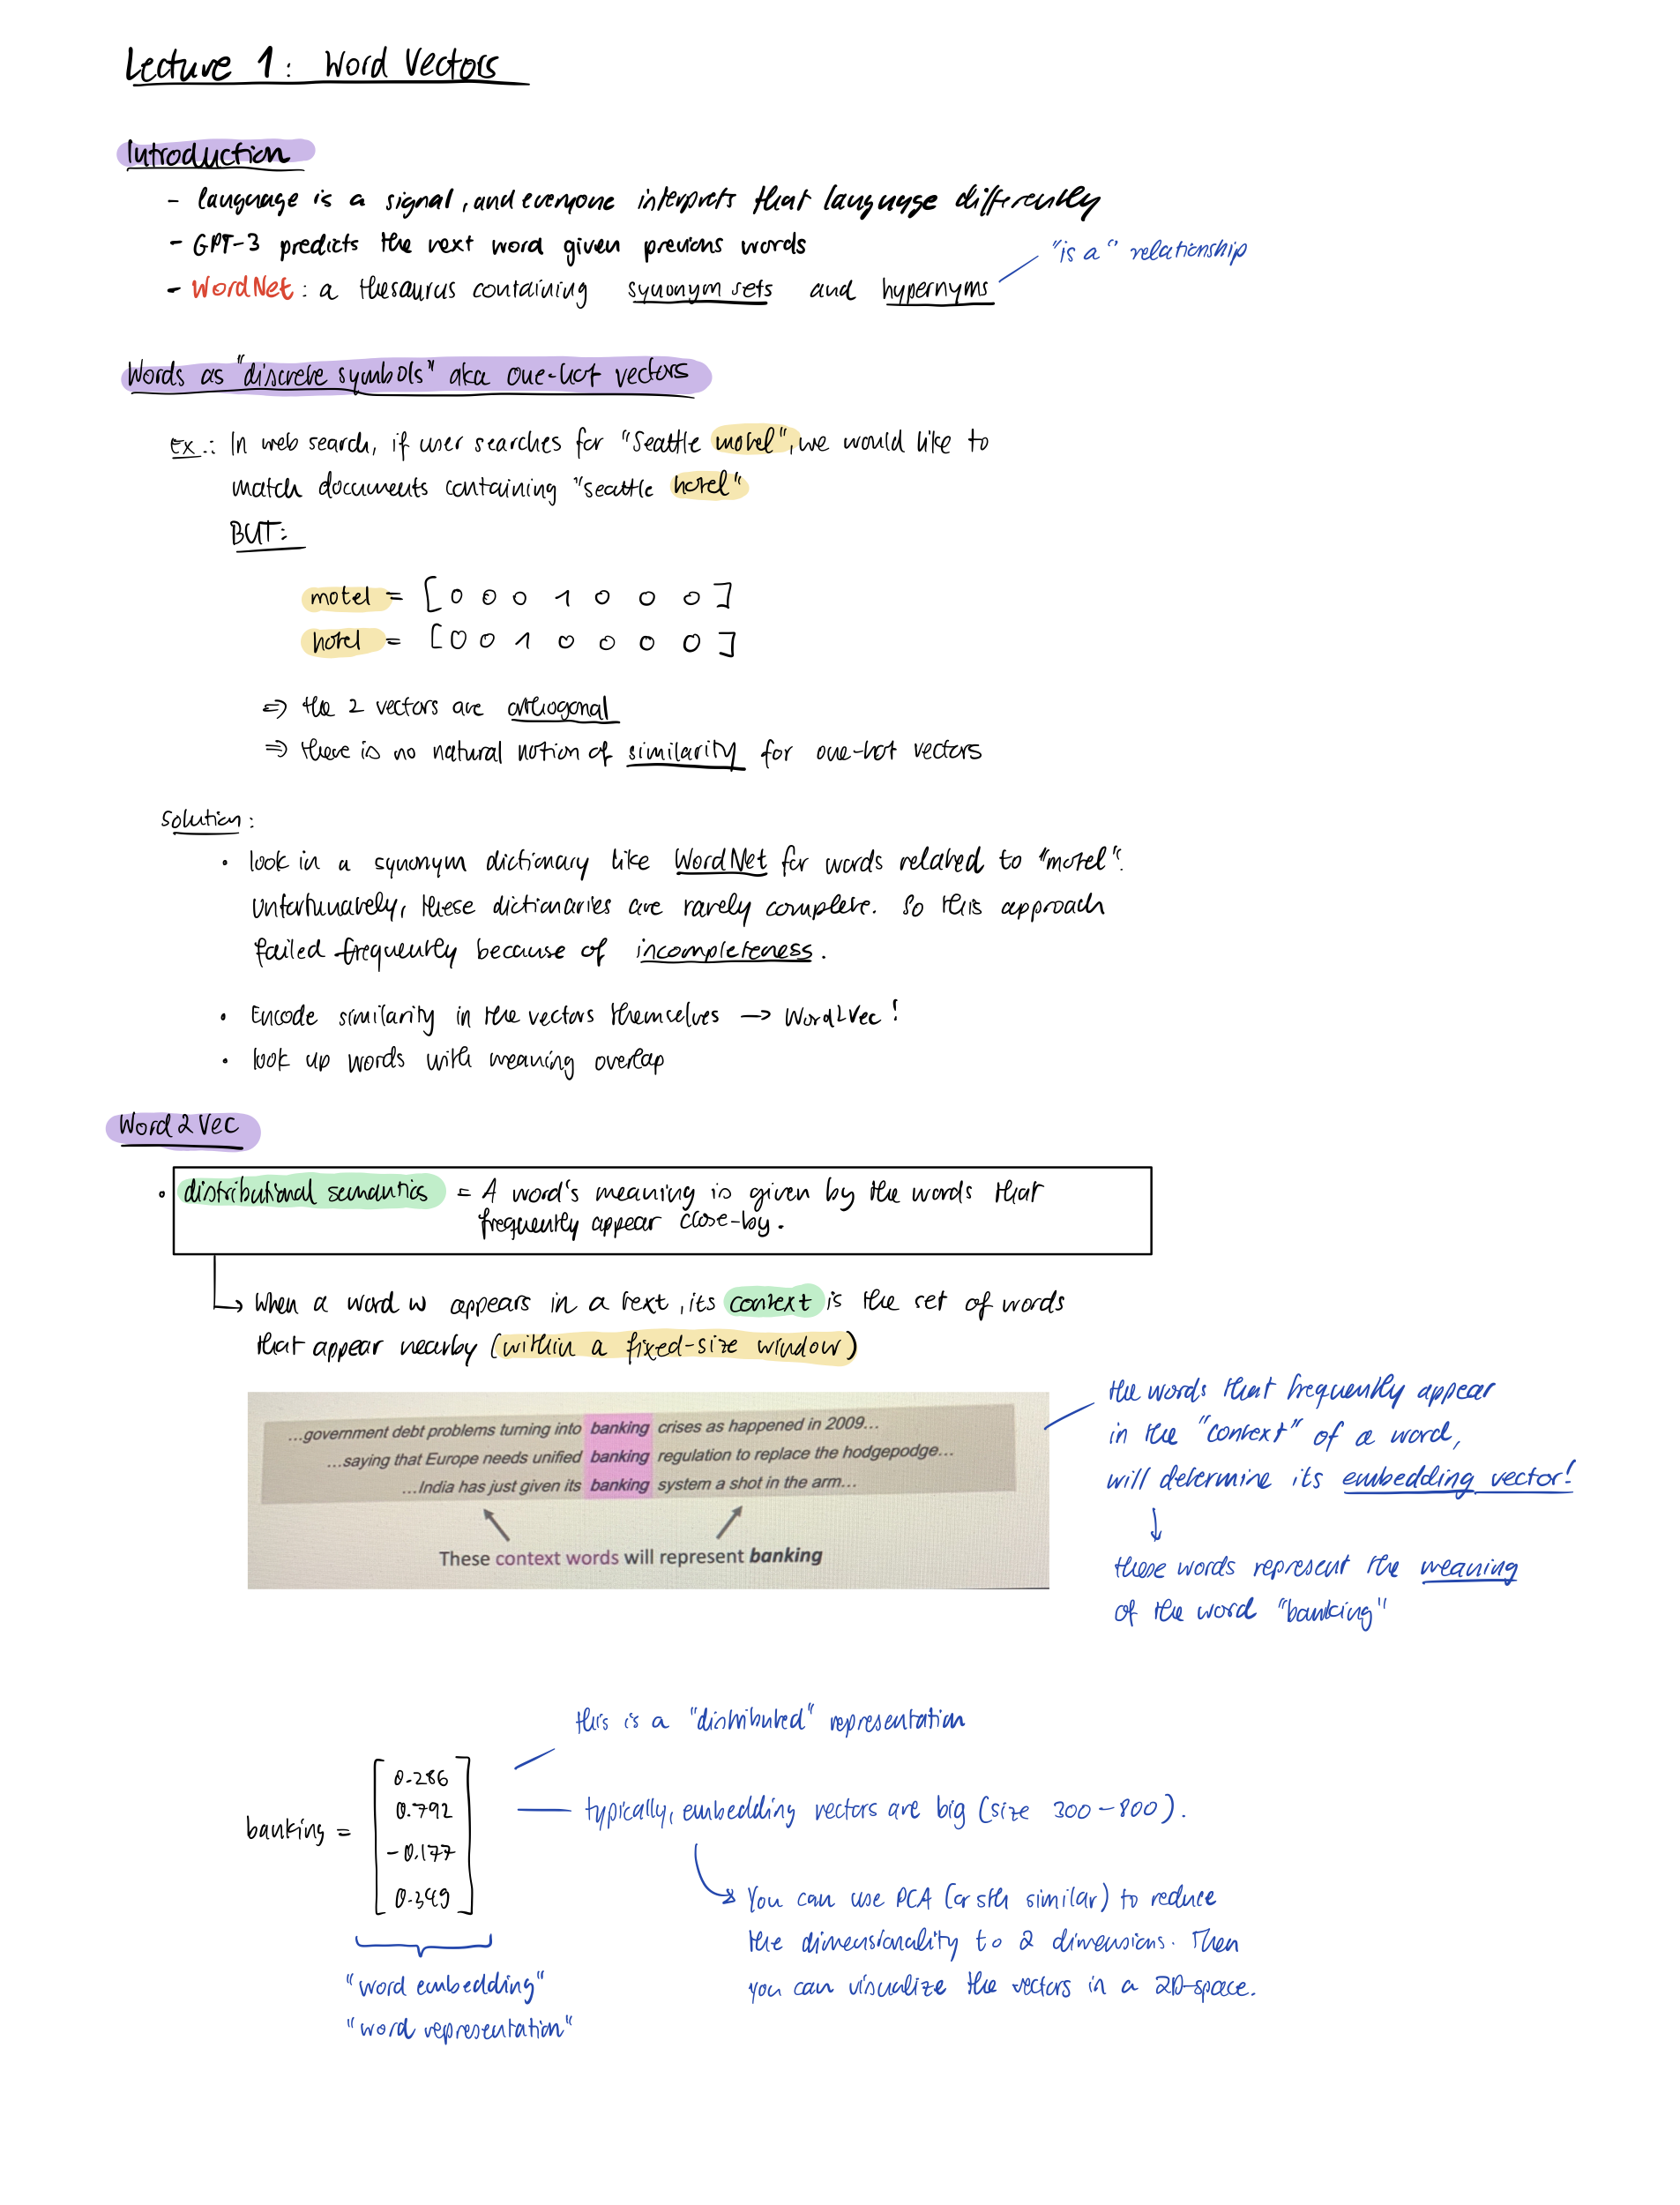 Lecture 1: Word Vectors
Introduction
- language is a signal, and everyone interprets that language differently
- GPT-3 predicts the next word given previous words
"is a" relationship
- WordNet: a thesaurus containing synonym sets and hypernyms
Words as "discrete symbols" aka one-hot vectors
Ex.: In web search, if user searches for "Seattle motel", we would like to
match documents containing "Seattle hotel"
BUT:
motel = [0 0 0 1 0 0 0]
hotel = [0 0 1 0 0 0 0]
⇒ the 2 vectors are orthogonal
⇒ there is no natural notion of similarity for one-hot vectors
Solution:
• look in a synonym dictionary like WordNet for words related to "motel".
Unfortunately, these dictionaries are rarely complete. So this approach
failed frequently because of incompleteness.
• Encode similarity in the vectors themselves → Word2Vec!
• look up words with meaning overlap
Word2Vec
• distributional semantics = A word's meaning is given by the words that
frequently appear close-by.
↳ When a word w appears in a text, its context is the set of words
that appear nearby (within a fixed-size window)
...government debt problems turning into banking crises as happened in 2009...
...saying that Europe needs unified banking regulation to replace the hodgepodge...
...India has just given its banking system a shot in the arm...
These context words will represent banking
the words that frequently appear
in the "context" of a word,
will determine its embedding vector!
↓
these words represent the meaning
of the word "banking"
this is a "distributed" representation
banking =
0.286
0.792
-0.177
0.349
typically, embedding vectors are big (size 300-800).
You can use PCA (or sth similar) to reduce
the dimensionality to 2 dimensions. Then
you can visualize the vectors in a 2D-space.
"word embedding"
"word representation"